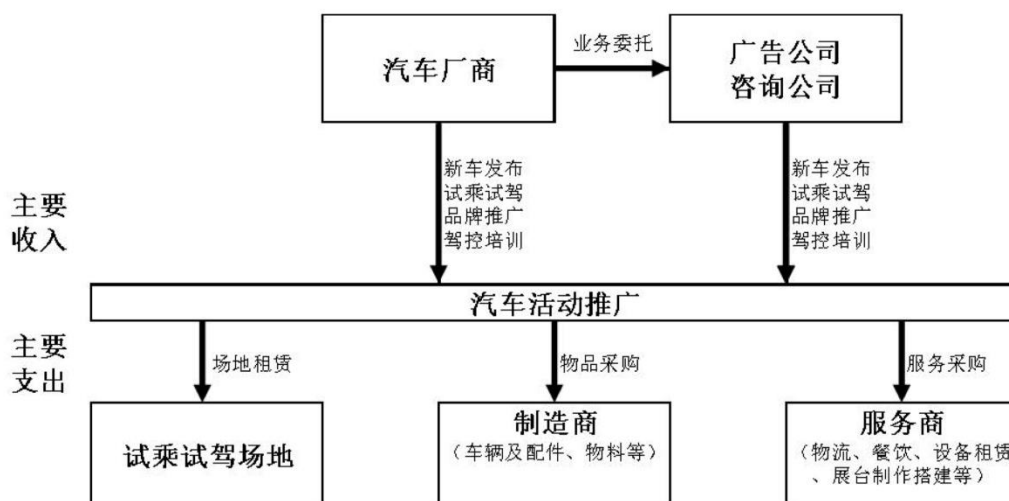 汽车厂商
业务委托
广告公司
咨询公司
主要
收入
新车发布
试乘试驾
品牌推广
驾控培训
新车发布
试乘试驾
品牌推广
驾控培训
汽车活动推广
主要
支出
场地租赁
物品采购
服务采购
试乘试驾场地
制造商
（车辆及配件、物料等）
服务商
（物流、餐饮、设备租赁
、展台制作搭建等）